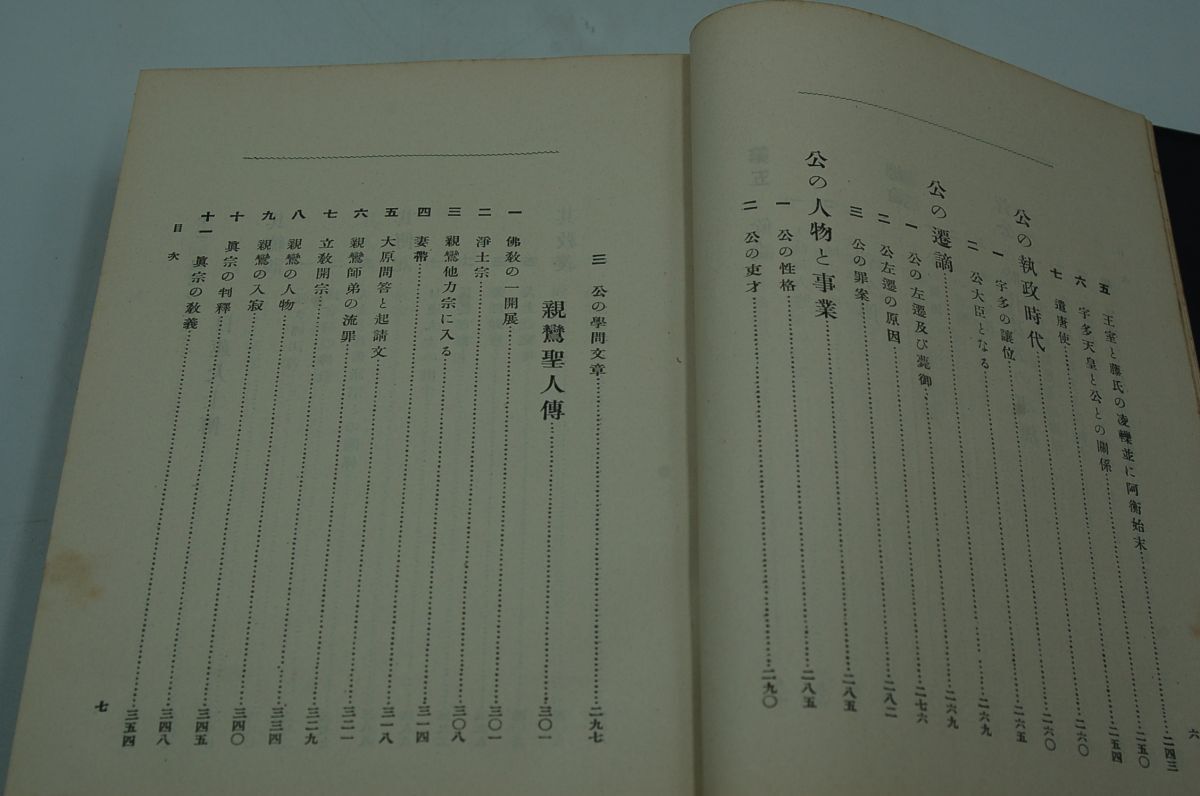 六
五 王室と藤氏の凌轢並に阿衡始末……二四三
六 宇多天皇と公との關係……二五〇
七 遣唐使……二五四
公の執政時代……二六〇
一 宇多の讓位……二六〇
二 公大臣となる……二六五
公の遷謫……二六九
一 公の左遷及び薨御……二六九
二 公左遷の原因……二七六
三 公の罪案……二八二
公の人物と事業……二八五
一 公の性格……二八五
二 公の吏才……二九〇
三 公の學問文章……二九七
親鸞聖人傳……三〇一
一 佛教の一開展……三〇一
二 淨土宗……三〇八
三 親鸞他力宗に入る……三一四
四 妻帶……三一八
五 大原問答と起請文……三二一
六 親鸞師弟の流罪……三二九
七 立教開宗……三三四
八 親鸞の人物……三四〇
九 親鸞の入寂……三四五
十 眞宗の判釋……三四八
十一 眞宗の教義……三五四
目次
七